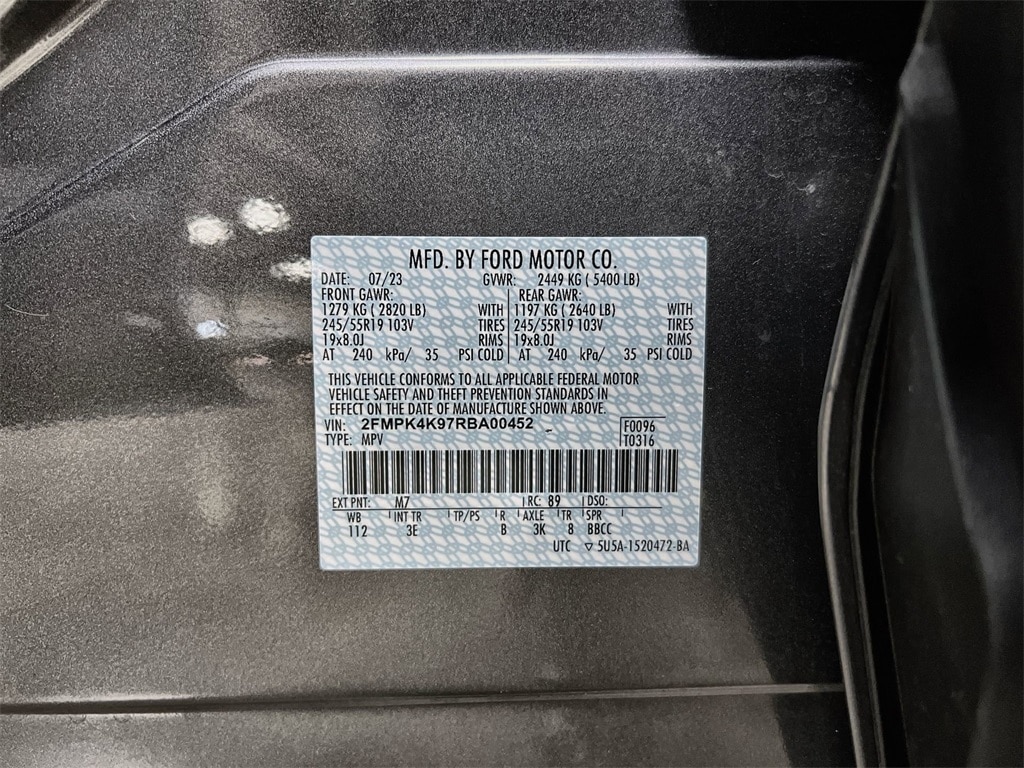 MFD. BY FORD MOTOR CO.
DATE: 07/23 GVWR: 2449 KG ( 5400 LB)
FRONT GAWR: REAR GAWR:
1279 KG ( 2820 LB) WITH 1197 KG ( 2640 LB) WITH
245/55R19 103V TIRES 245/55R19 103V TIRES
19x8.0J RIMS 19x8.0J RIMS
AT 240 kPa/ 35 PSI COLD AT 240 kPa/ 35 PSI COLD
THIS VEHICLE CONFORMS TO ALL APPLICABLE FEDERAL MOTOR
VEHICLE SAFETY AND THEFT PREVENTION STANDARDS IN
EFFECT ON THE DATE OF MANUFACTURE SHOWN ABOVE.
VIN: 2FMPK4K97RBA00452 F0096
TYPE: MPV T0316
EXT PNT: M7 RC: 89 DSO:
WB INT TR TP/PS R AXLE TR SPR
112 3E B 3K 8 BBCC
UTC ▽ 5U5A-1520472-BA